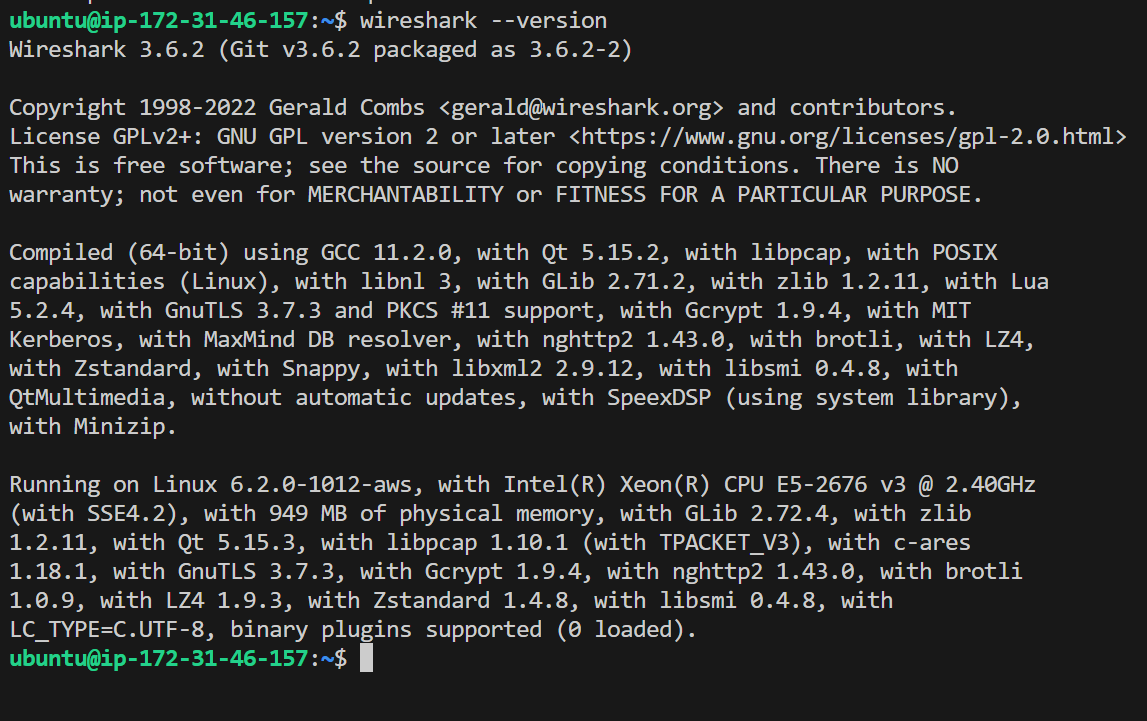 ubuntu@ip-172-31-46-157:~$ wireshark --version
Wireshark 3.6.2 (Git v3.6.2 packaged as 3.6.2-2)
Copyright 1998-2022 Gerald Combs <gerald@wireshark.org> and contributors.
License GPLv2+: GNU GPL version 2 or later <https://www.gnu.org/licenses/gpl-2.0.html>
This is free software; see the source for copying conditions. There is NO
warranty; not even for MERCHANTABILITY or FITNESS FOR A PARTICULAR PURPOSE.
Compiled (64-bit) using GCC 11.2.0, with Qt 5.15.2, with libpcap, with POSIX
capabilities (Linux), with libnl 3, with GLib 2.71.2, with zlib 1.2.11, with Lua
5.2.4, with GnuTLS 3.7.3 and PKCS #11 support, with Gcrypt 1.9.4, with MIT
Kerberos, with MaxMind DB resolver, with nghttp2 1.43.0, with brotli, with LZ4,
with Zstandard, with Snappy, with libxml2 2.9.12, with libsmi 0.4.8, with
QtMultimedia, without automatic updates, with SpeexDSP (using system library),
with Minizip.
Running on Linux 6.2.0-1012-aws, with Intel(R) Xeon(R) CPU E5-2676 v3 @ 2.40GHz
(with SSE4.2), with 949 MB of physical memory, with GLib 2.72.4, with zlib
1.2.11, with Qt 5.15.3, with libpcap 1.10.1 (with TPACKET_V3), with c-ares
1.18.1, with GnuTLS 3.7.3, with Gcrypt 1.9.4, with nghttp2 1.43.0, with brotli
1.0.9, with LZ4 1.9.3, with Zstandard 1.4.8, with libsmi 0.4.8, with
LC_TYPE=C.UTF-8, binary plugins supported (0 loaded).
ubuntu@ip-172-31-46-157:~$